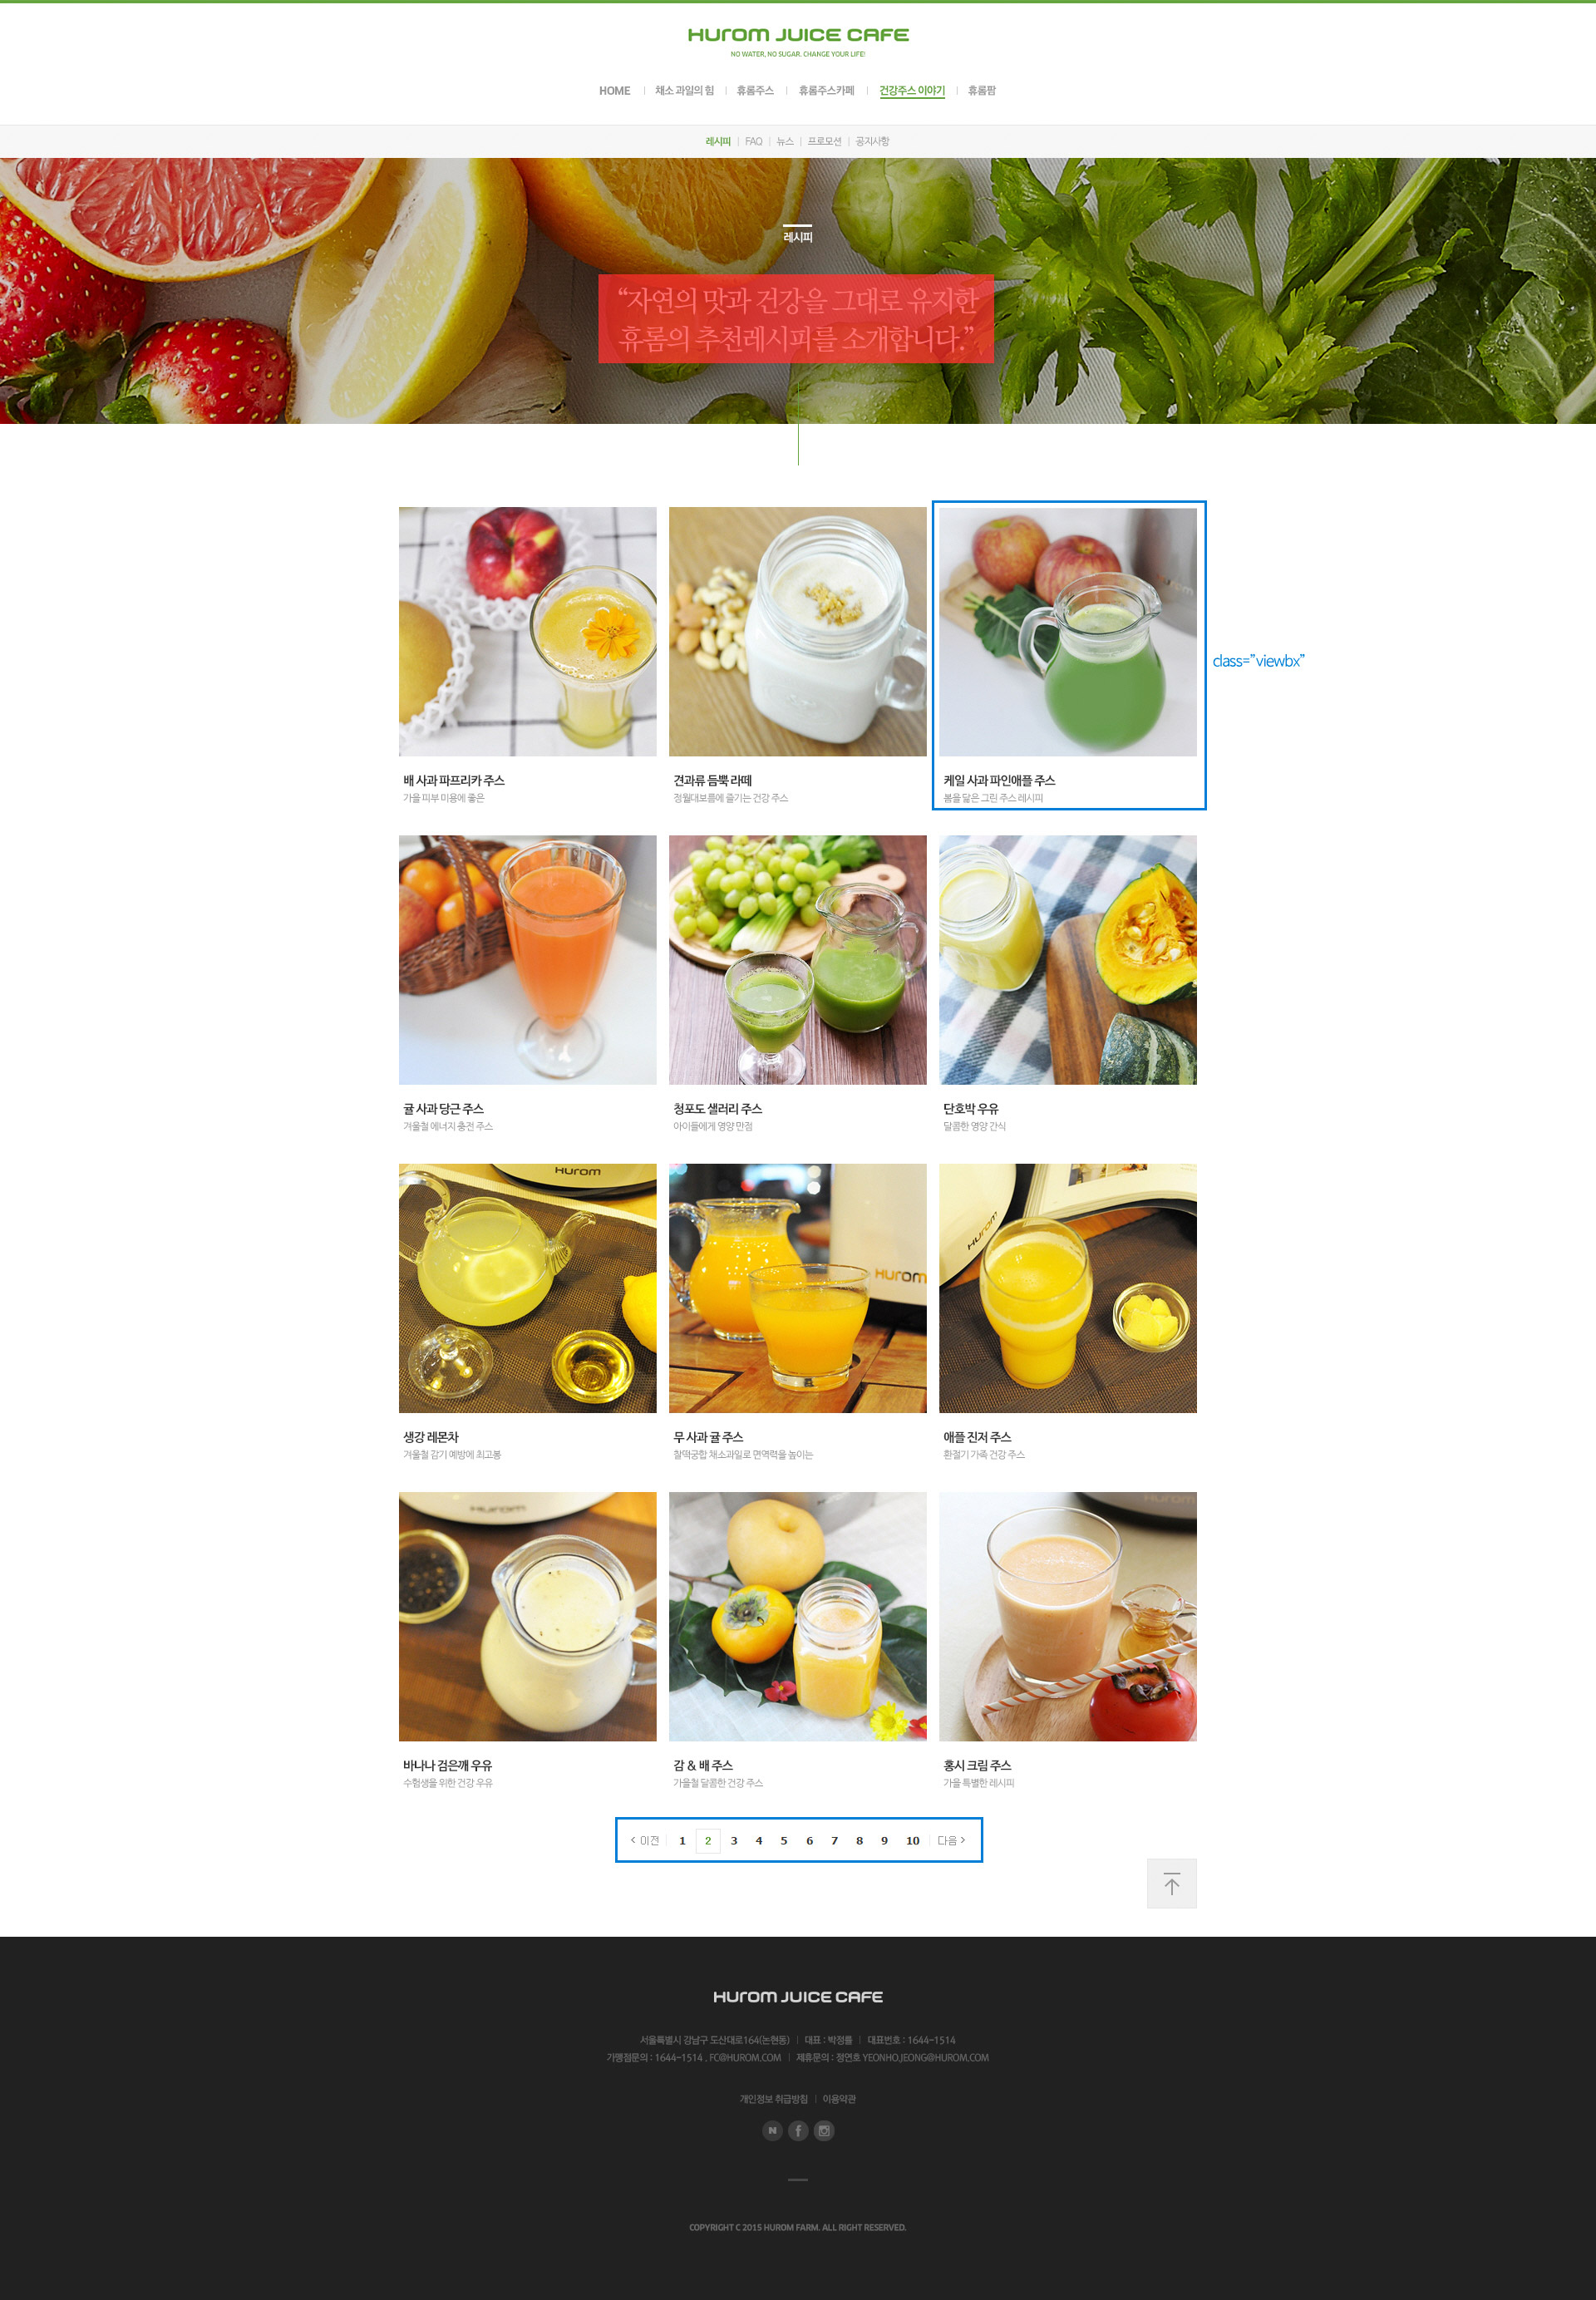 HUROM JUICE CAFE
NO WATER, NO SUGAR. CHANGE YOUR LIFE!
HOME | 채소 과일의 힘 | 휴롬주스 | 휴롬주스카페 | 건강주스 이야기 | 휴롬팜
레시피 | FAQ | 뉴스 | 프로모션 | 공지사항
레시피
“자연의 맛과 건강을 그대로 유지한
휴롬의 추천레시피를 소개합니다.”
class=”viewbx”
배 사과 파프리카 주스
가을 피부 미용에 좋은
견과류 듬뿍 라떼
정월대보름에 즐기는 건강 주스
케일 사과 파인애플 주스
봄을 닮은 그린 주스 레시피
귤 사과 당근 주스
겨울철 에너지 충전 주스
청포도 샐러리 주스
아이들에게 영양 만점
단호박 우유
달콤한 영양 간식
hurom
hurom
hurom
생강 레몬차
겨울철 감기 예방에 최고봉
무 사과 귤 주스
찰떡궁합 채소과일로 면역력을 높이는
애플 진저 주스
환절기 가족 건강 주스
hurom
hurom
바나나 검은깨 우유
수험생을 위한 건강 우유
감 & 배 주스
가을철 달콤한 건강 주스
홍시 크림 주스
가을 특별한 레시피
< 이전 | 1 2 3 4 5 6 7 8 9 10 | 다음 >
HUROM JUICE CAFE
서울특별시 강남구 도산대로164(논현동) | 대표 : 박정률 | 대표번호 : 1644-1514
가맹점문의 : 1644-1514 . FC@HUROM.COM | 제휴문의 : 정연호 YEONHO.JEONG@HUROM.COM
개인정보 취급방침 | 이용약관
COPYRIGHT C 2015 HUROM FARM. ALL RIGHT RESERVED.